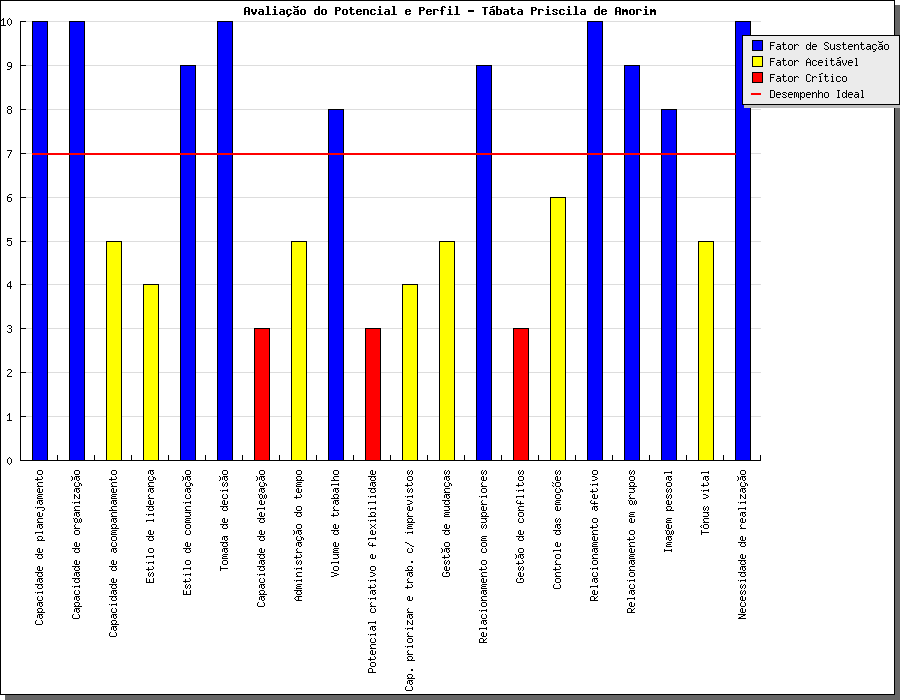 Avaliação do Potencial e Perfil - Tábata Priscila de Amorim
Fator de Sustentação
Fator Aceitável
Fator Crítico
Desempenho Ideal
10
9
8
7
6
5
4
3
2
1
0
Capacidade de planejamento
Capacidade de organização
Capacidade de acompanhamento
Estilo de liderança
Estilo de comunicação
Tomada de decisão
Capacidade de delegação
Administração do tempo
Volume de trabalho
Potencial criativo e flexibilidade
Cap. priorizar e trab. c/ imprevistos
Gestão de mudanças
Relacionamento com superiores
Gestão de conflitos
Controle das emoções
Relacionamento afetivo
Relacionamento em grupos
Imagem pessoal
Tônus vital
Necessidade de realização